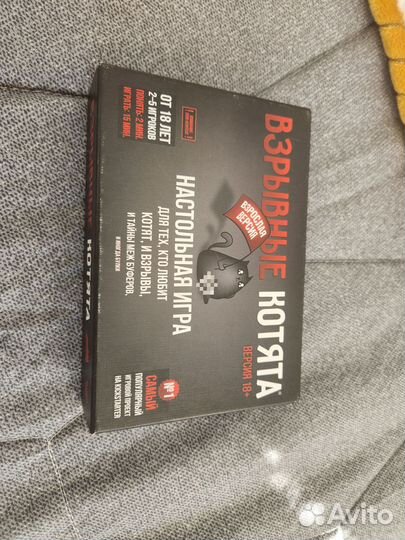 ВЗРЫВНЫЕ
КОТЯТА
ВЕРСИЯ 18+
ВЗРОСЛАЯ
ВЕРСИЯ
ОТ 18 ЛЕТ
2–5 ИГРОКОВ
ПОНЯТЬ: 2 МИН.
ИГРАТЬ: 15 МИН.
НАСТОЛЬНАЯ ИГРА
ДЛЯ ТЕХ, КТО ЛЮБИТ
КОТЯТ, И ВЗРЫВЫ,
И ТАЙНЫ МЕЖ БУФЕРОВ,
№1
САМЫЙ
ПОПУЛЯРНЫЙ
ИГРОВОЙ ПРОЕКТ
НА KICKSTARTER
КОТЯТА
Avito